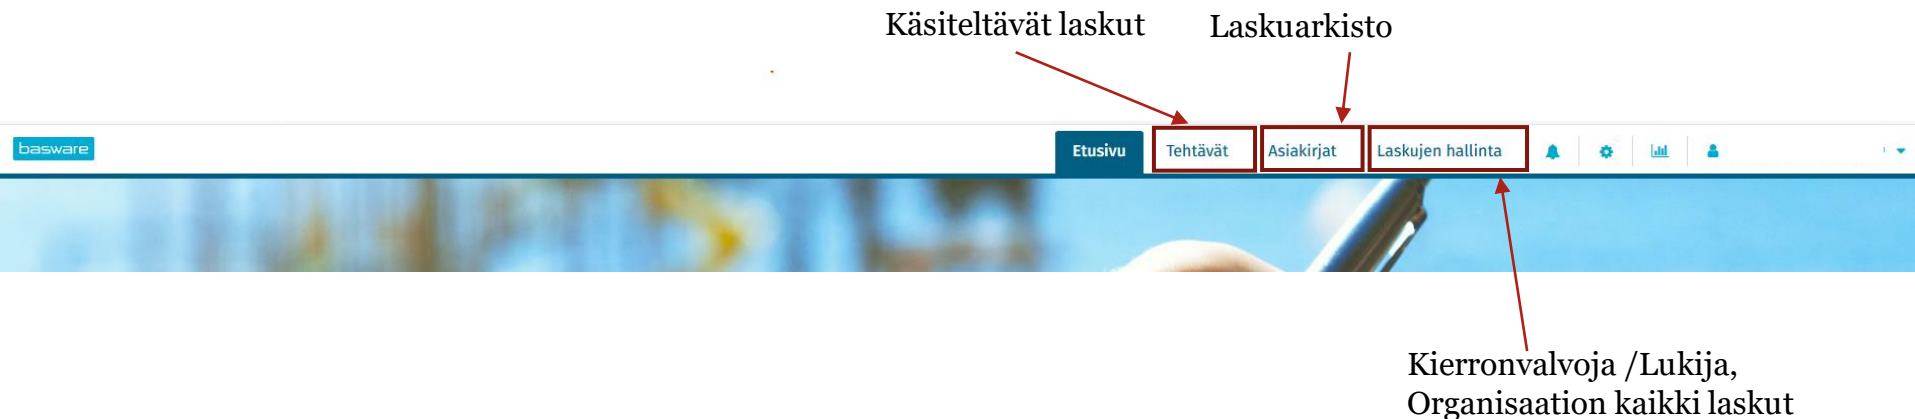 Käsiteltävät laskut
Laskuarkisto
basware
Etusivu
Tehtävät
Asiakirjat
Laskujen hallinta
Kierronvalvoja /Lukija,
Organisaation kaikki laskut